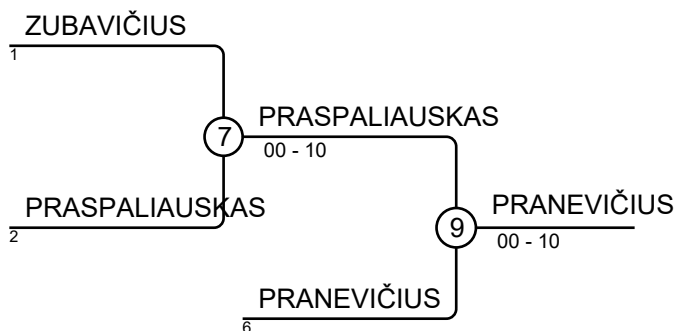 ZUBAVIČIUS
1
7
PRASPALIAUSKAS
00 - 10
PRASPALIAUSKAS
2
9
PRANEVIČIUS
00 - 10
PRANEVIČIUS
6